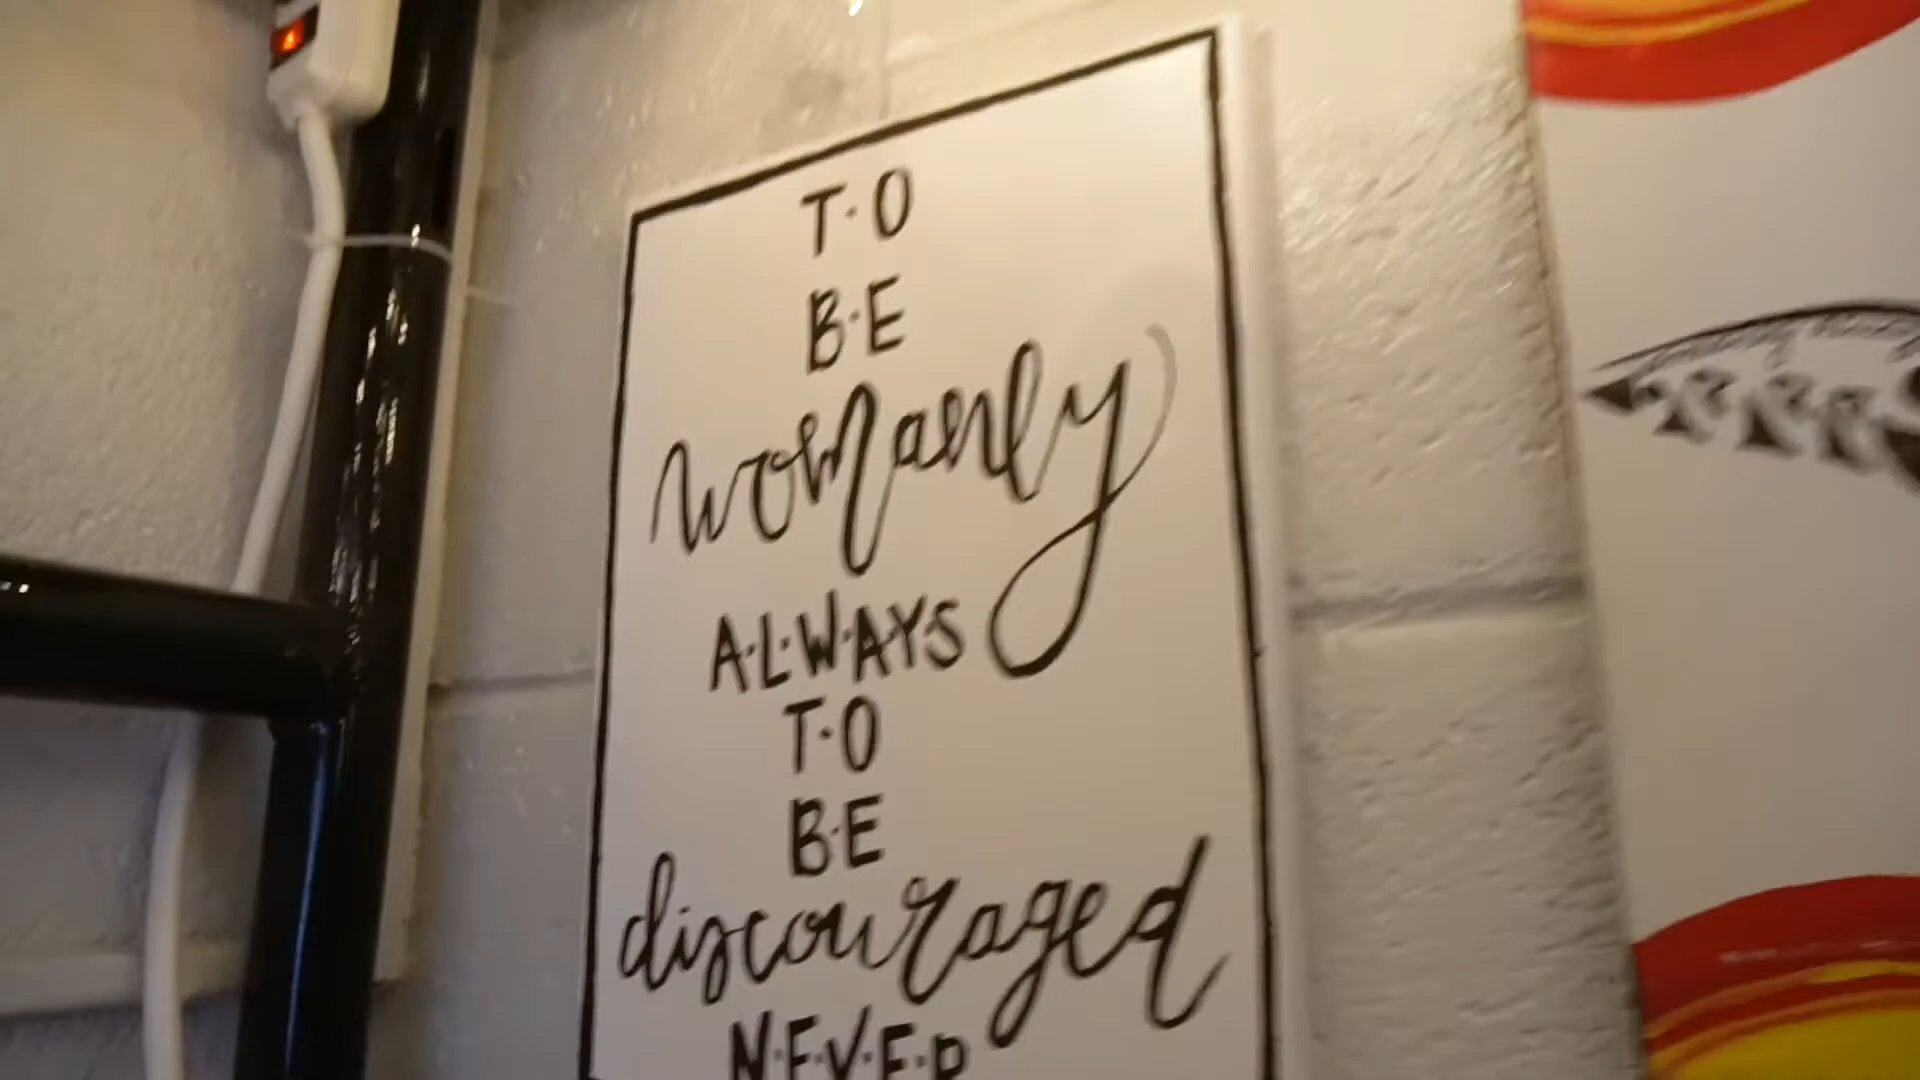 T·O
B·E
womanly
A·L·W·A·Y·S
T·O
B·E
discouraged
N·E·V·E·R